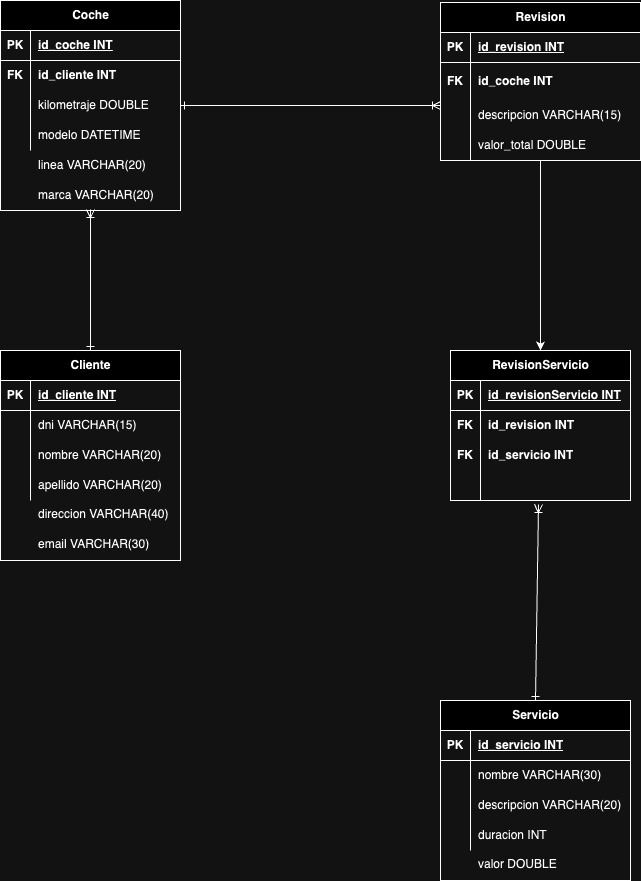 Coche
PK id_coche INT
FK id_cliente INT
kilometraje DOUBLE
modelo DATETIME
linea VARCHAR(20)
marca VARCHAR(20)
Revision
PK id_revision INT
FK id_coche INT
descripcion VARCHAR(15)
valor_total DOUBLE
Cliente
PK id_cliente INT
dni VARCHAR(15)
nombre VARCHAR(20)
apellido VARCHAR(20)
direccion VARCHAR(40)
email VARCHAR(30)
RevisionServicio
PK id_revisionServicio INT
FK id_revision INT
FK id_servicio INT
Servicio
PK id_servicio INT
nombre VARCHAR(30)
descripcion VARCHAR(20)
duracion INT
valor DOUBLE